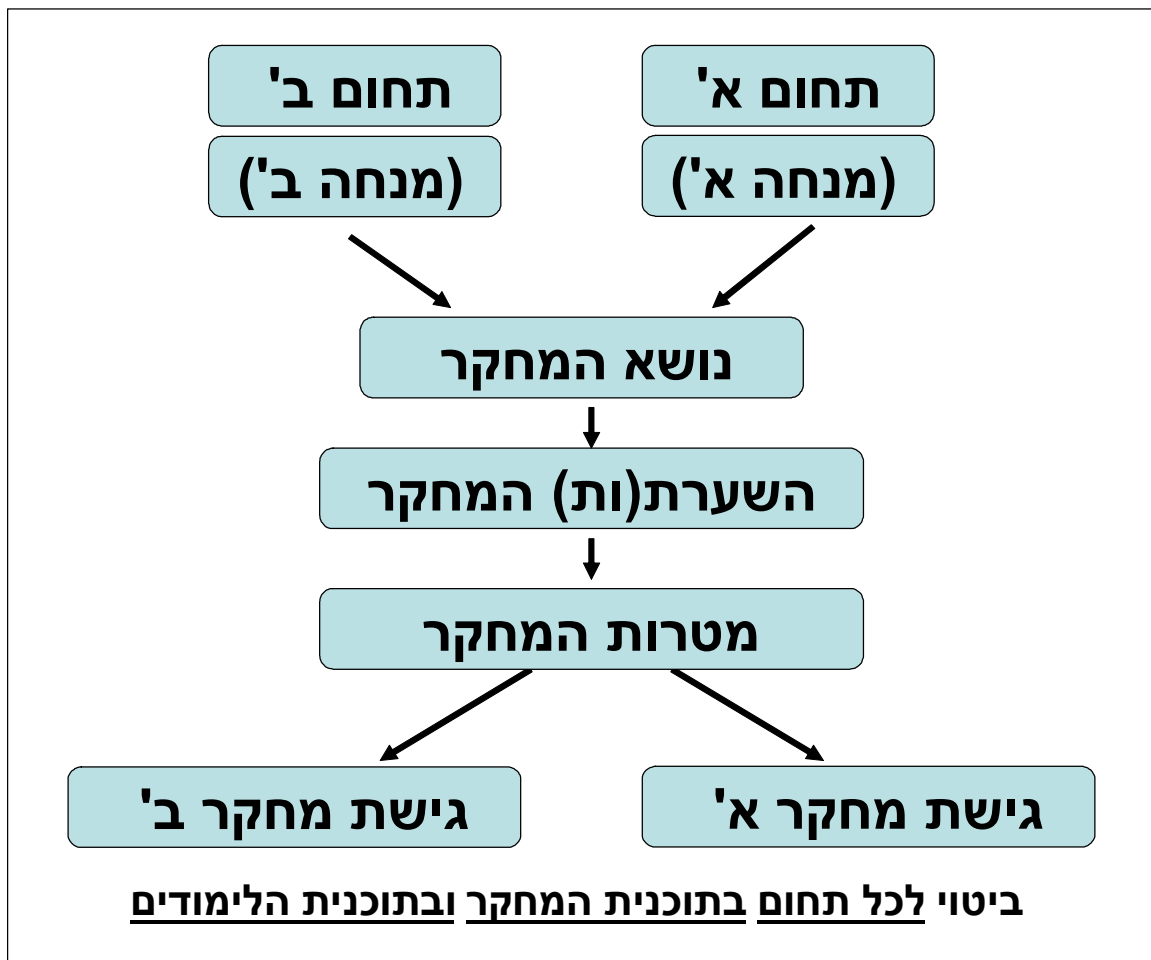 תחום א'
תחום ב'
(מנחה א')
(מנחה ב')
נושא המחקר
השערת(ות) המחקר
מטרות המחקר
גישת מחקר א'
גישת מחקר ב'
ביטוי לכל תחום בתוכנית המחקר ובתוכנית הלימודים